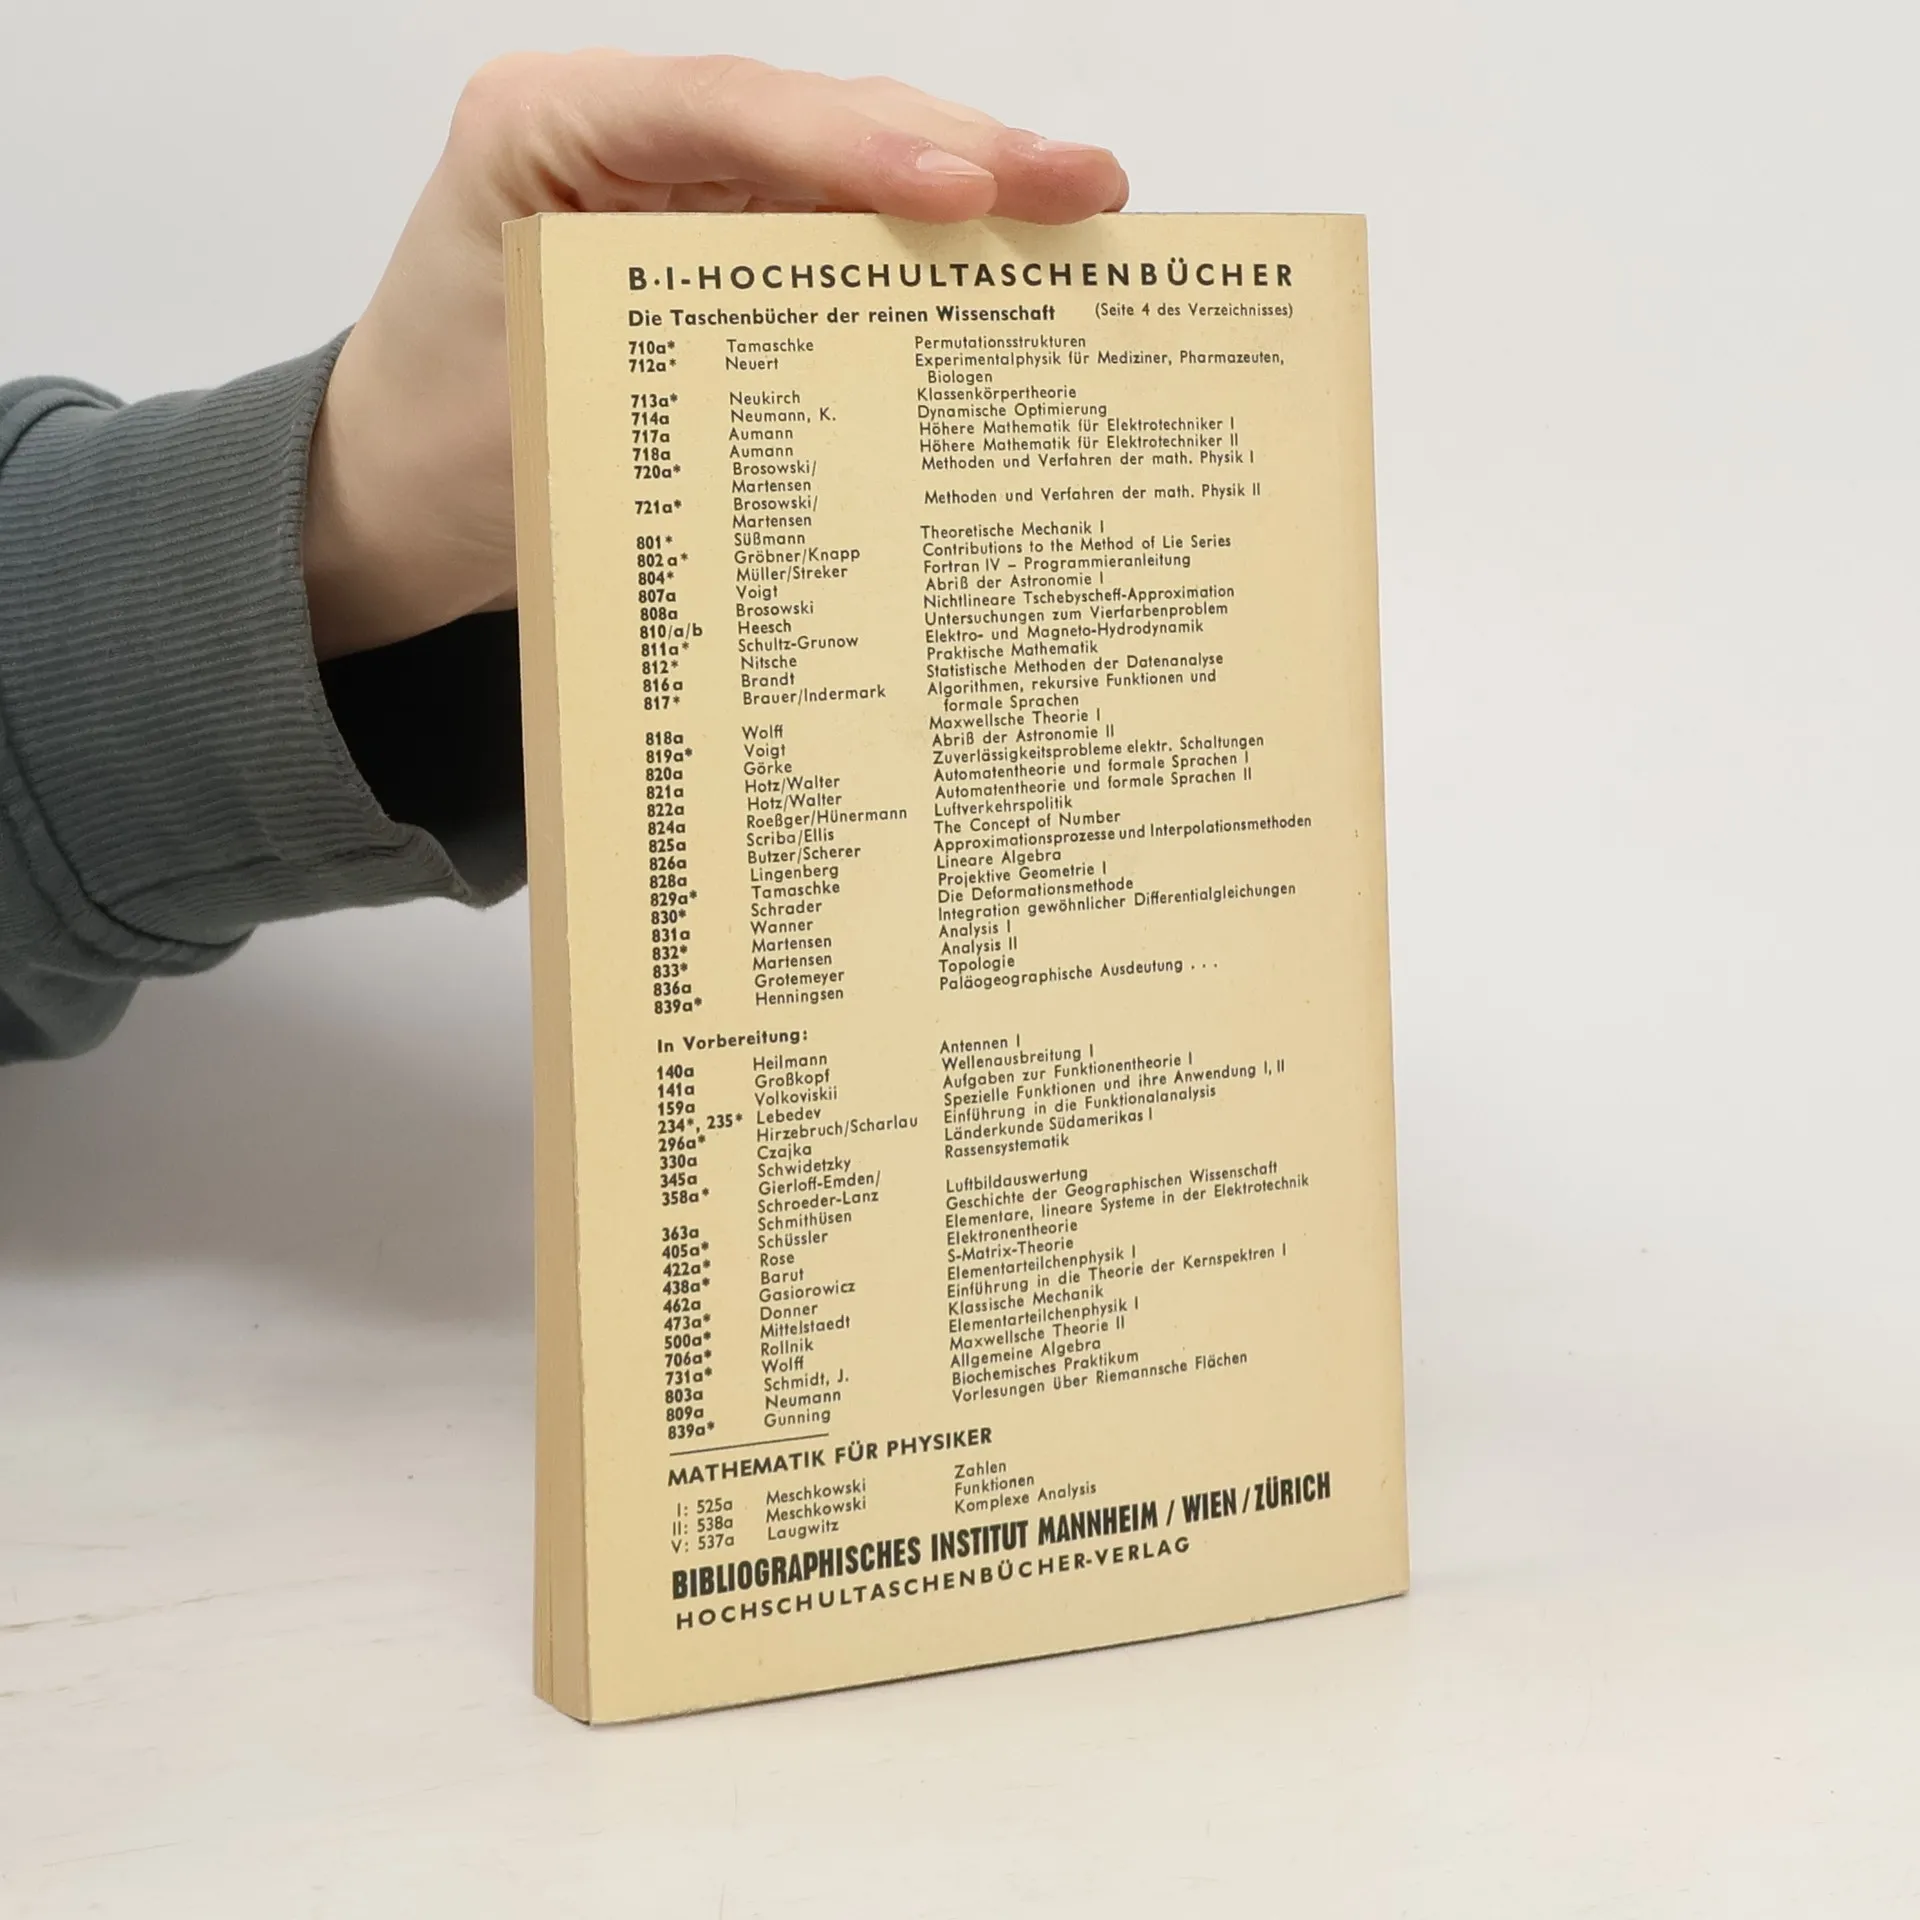 B·I-HOCHSCHULTASCHENBÜCHER
Die Taschenbücher der reinen Wissenschaft (Seite 4 des Verzeichnisses)
710a* Tamaschke Permutationsstrukturen
712a* Neuert Experimentalphysik für Mediziner, Pharmazeuten,
Biologen
713a* Neukirch Klassenkörpertheorie
714a Neumann, K. Dynamische Optimierung
717a Aumann Höhere Mathematik für Elektrotechniker I
718a Aumann Höhere Mathematik für Elektrotechniker II
720a* Brosowski/ Methoden und Verfahren der math. Physik I
Martensen
721a* Brosowski/ Methoden und Verfahren der math. Physik II
Martensen
801* Süßmann Theoretische Mechanik I
802a* Gröbner/Knapp Contributions to the Method of Lie Series
804* Müller/Streker Fortran IV – Programmieranleitung
807a Voigt Abriß der Astronomie I
808a Brosowski Nichtlineare Tschebyscheff-Approximation
810/a/b Heesch Untersuchungen zum Vierfarbenproblem
811a* Schultz-Grunow Elektro- und Magneto-Hydrodynamik
812* Nitsche Praktische Mathematik
816a Brandt Statistische Methoden der Datenanalyse
817* Brauer/Indermark Algorithmen, rekursive Funktionen und
formale Sprachen
818a Wolff Maxwellsche Theorie I
819a* Voigt Abriß der Astronomie II
820a Görke Zuverlässigkeitsprobleme elektr. Schaltungen
821a Hotz/Walter Automatentheorie und formale Sprachen I
822a Hotz/Walter Automatentheorie und formale Sprachen II
824a Roeßger/Hünermann Luftverkehrspolitik
825a Scriba/Ellis The Concept of Number
826a Butzer/Scherer Approximationsprozesse und Interpolationsmethoden
828a Lingenberg Lineare Algebra
829a* Tamaschke Projektive Geometrie I
830* Schrader Die Deformationsmethode
831a Wanner Integration gewöhnlicher Differentialgleichungen
832* Martensen Analysis I
833* Martensen Analysis II
836a Grotemeyer Topologie
839a* Henningsen Paläogeographische Ausdeutung . . .
In Vorbereitung:
140a Heilmann Antennen I
141a Großkopf Wellenausbreitung I
159a Volkoviskii Aufgaben zur Funktionentheorie I
234*, 235* Lebedev Spezielle Funktionen und ihre Anwendung I, II
296a* Hirzebruch/Scharlau Einführung in die Funktionalanalysis
330a Czajka Länderkunde Südamerikas I
345a Schwidetzky Rassensystematik
358a* Gierloff-Emden/
Schroeder-Lanz Luftbildauswertung
363a Schmithüsen Geschichte der Geographischen Wissenschaft
405a* Schüssler Elementare, lineare Systeme in der Elektrotechnik
422a* Rose Elektronentheorie
438a* Barut S-Matrix-Theorie
462a Gasiorowicz Elementarteilchenphysik I
473a* Donner Einführung in die Theorie der Kernspektren I
500a* Mittelstaedt Klassische Mechanik
706a* Rollnik Elementarteilchenphysik I
731a* Wolff Maxwellsche Theorie II
803a Schmidt, J. Allgemeine Algebra
809a Neumann Biochemisches Praktikum
839a* Gunning Vorlesungen über Riemannsche Flächen
MATHEMATIK FÜR PHYSIKER
I: 525a Meschkowski Zahlen
II: 538a Meschkowski Funktionen
V: 537a Laugwitz Komplexe Analysis
BIBLIOGRAPHISCHES INSTITUT MANNHEIM / WIEN / ZÜRICH
HOCHSCHULTASCHENBÜCHER-VERLAG